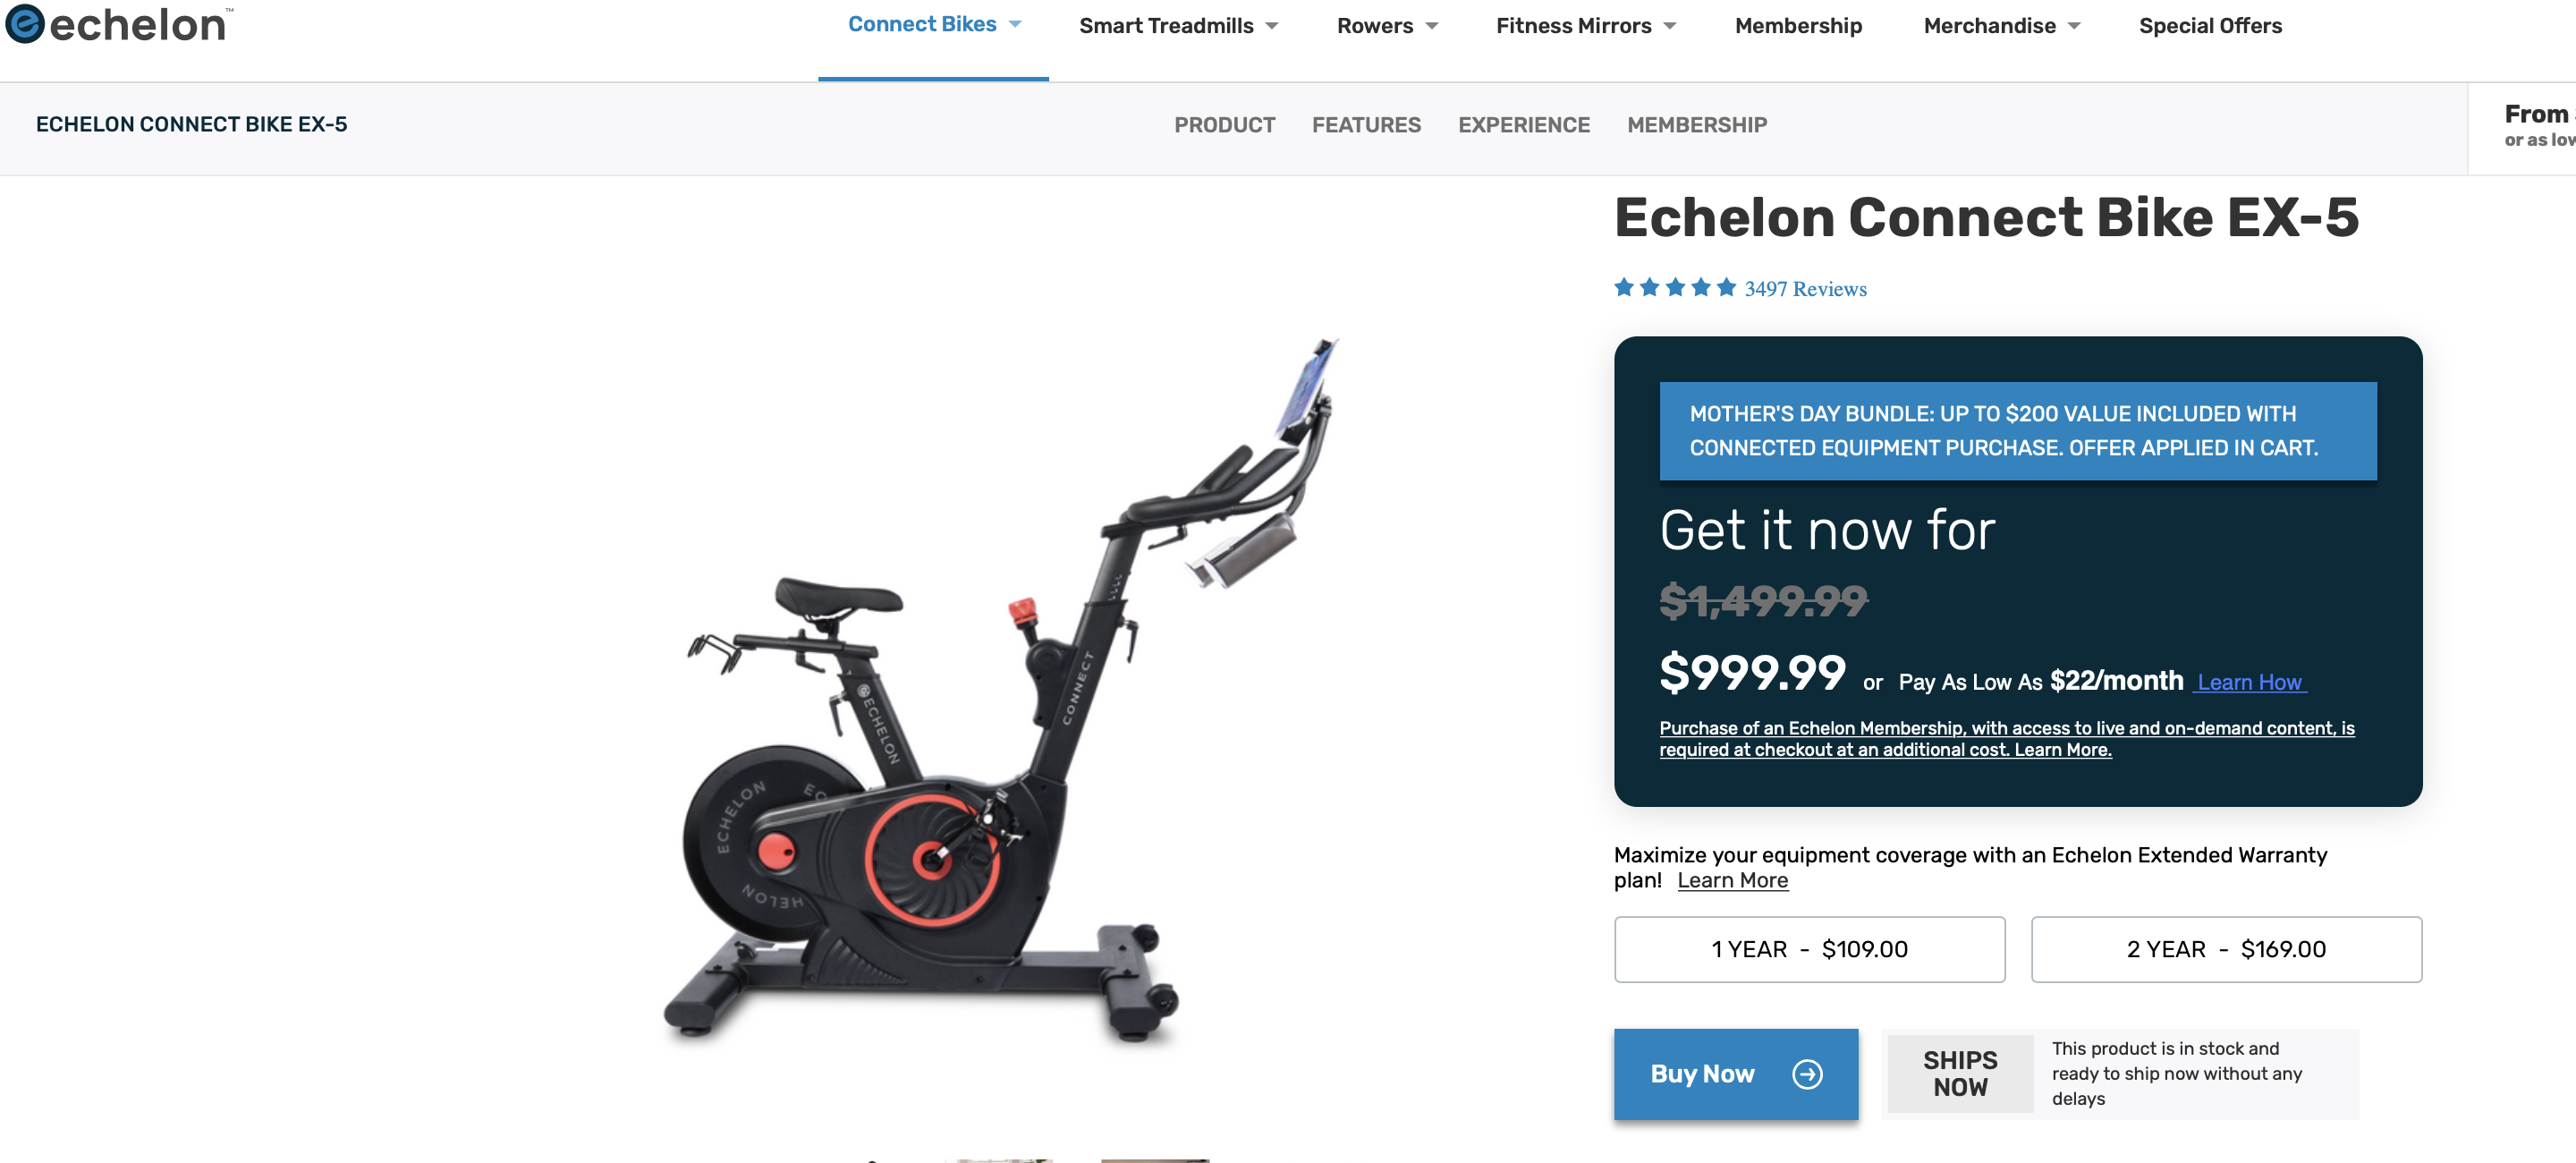 echelon™
Connect Bikes
Smart Treadmills
Rowers
Fitness Mirrors
Membership
Merchandise
Special Offers
ECHELON CONNECT BIKE EX-5
PRODUCT
FEATURES
EXPERIENCE
MEMBERSHIP
From
or as low
Echelon Connect Bike EX-5
3497 Reviews
MOTHER'S DAY BUNDLE: UP TO $200 VALUE INCLUDED WITH
CONNECTED EQUIPMENT PURCHASE. OFFER APPLIED IN CART.
Get it now for
$1,499.99
$999.99 or Pay As Low As $22/month Learn How
Purchase of an Echelon Membership, with access to live and on-demand content, is
required at checkout at an additional cost. Learn More.
CONNECT
ECHELON
ECHELON
EC
HELON
Maximize your equipment coverage with an Echelon Extended Warranty
plan! Learn More
1 YEAR - $109.00
2 YEAR - $169.00
Buy Now
SHIPS
NOW
This product is in stock and
ready to ship now without any
delays